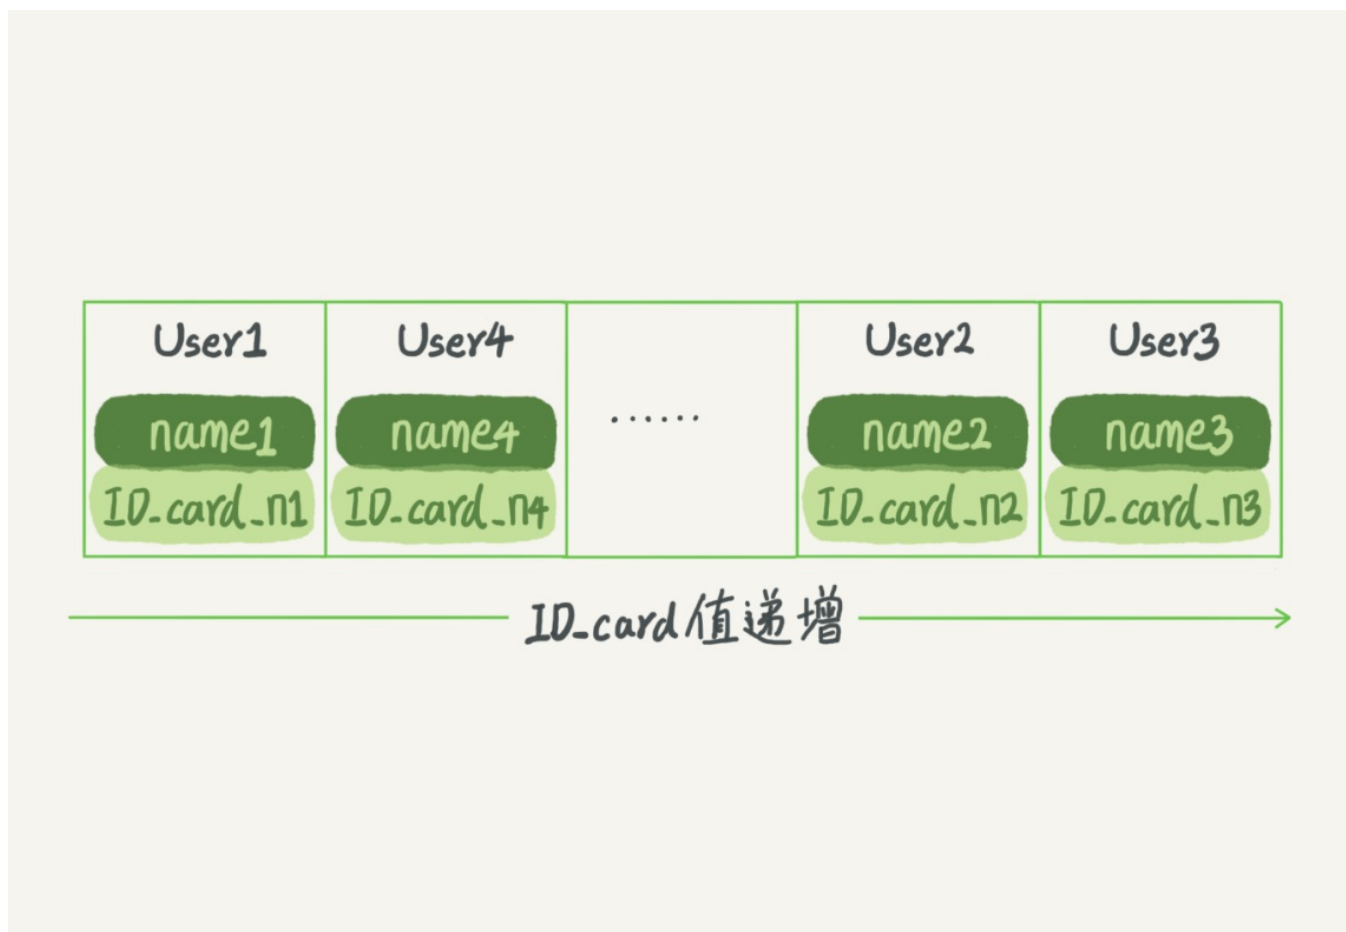 User1
name1
ID_card_n1
User4
name4
ID_card_n4
......
User2
name2
ID_card_n2
User3
name3
ID_card_n3
ID_card值递增